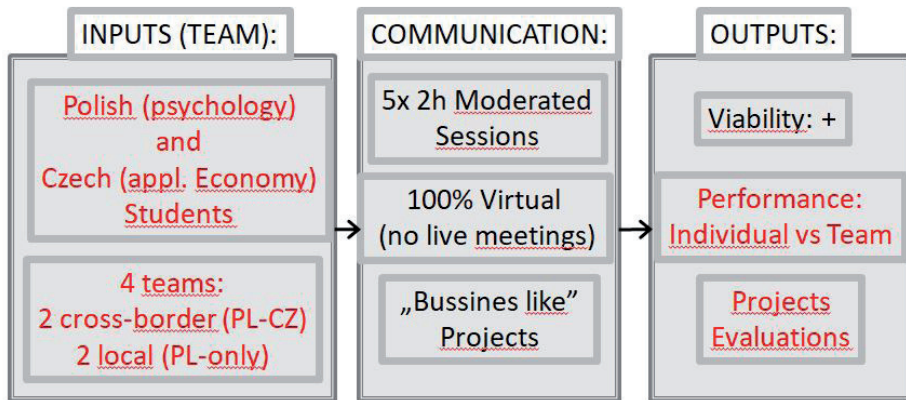 INPUTS (TEAM):
Polish (psychology)
and
Czech (appl. Economy)
Students
4 teams:
2 cross-border (PL-CZ)
2 local (PL-only)
COMMUNICATION:
5x 2h Moderated
Sessions
100% Virtual
(no live meetings)
„Bussines like”
Projects
OUTPUTS:
Viability: +
Performance:
Individual vs Team
Projects
Evaluations